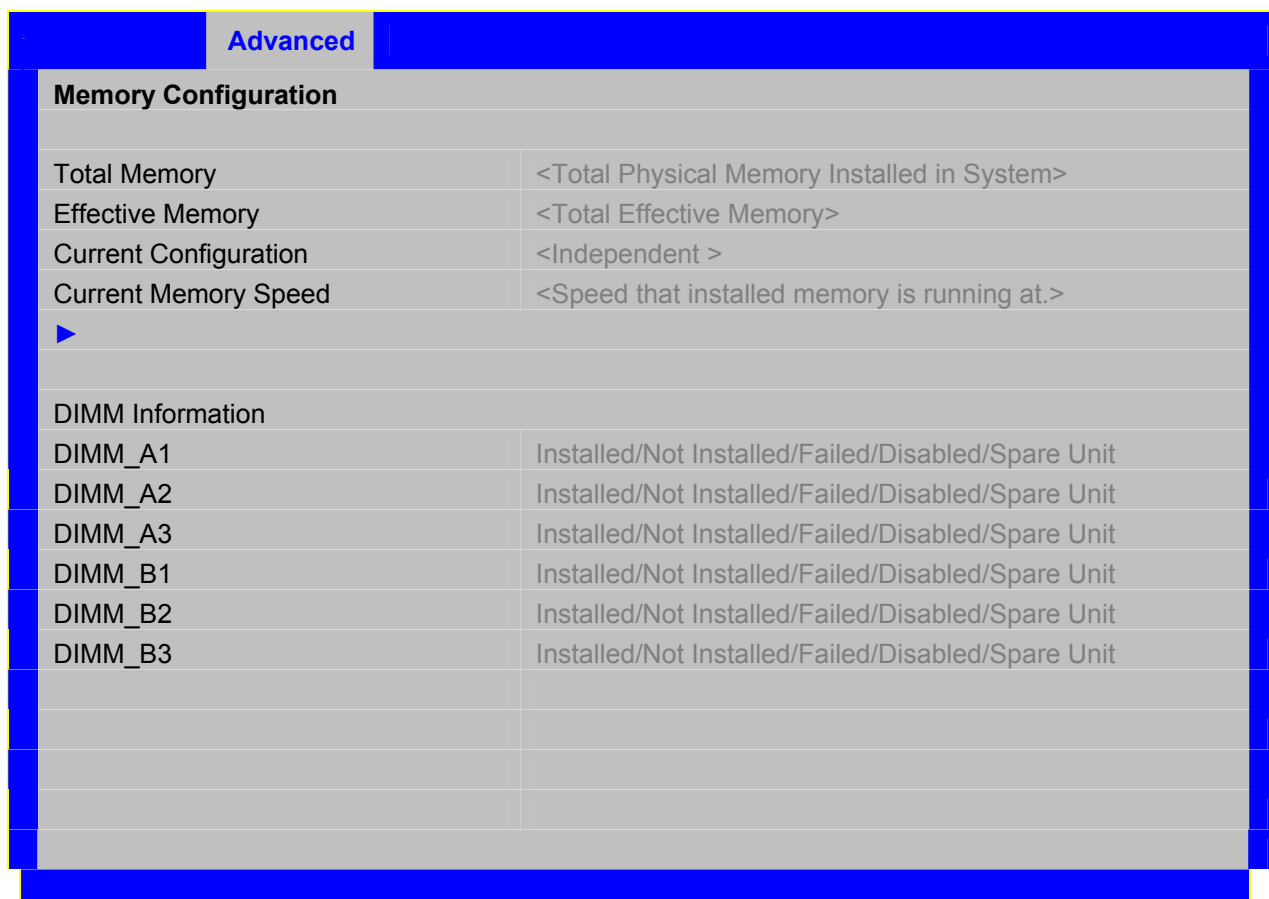 Advanced
Memory Configuration
Total Memory <Total Physical Memory Installed in System>
Effective Memory <Total Effective Memory>
Current Configuration <Independent >
Current Memory Speed <Speed that installed memory is running at.>
►
DIMM Information
DIMM_A1 Installed/Not Installed/Failed/Disabled/Spare Unit
DIMM_A2 Installed/Not Installed/Failed/Disabled/Spare Unit
DIMM_A3 Installed/Not Installed/Failed/Disabled/Spare Unit
DIMM_B1 Installed/Not Installed/Failed/Disabled/Spare Unit
DIMM_B2 Installed/Not Installed/Failed/Disabled/Spare Unit
DIMM_B3 Installed/Not Installed/Failed/Disabled/Spare Unit